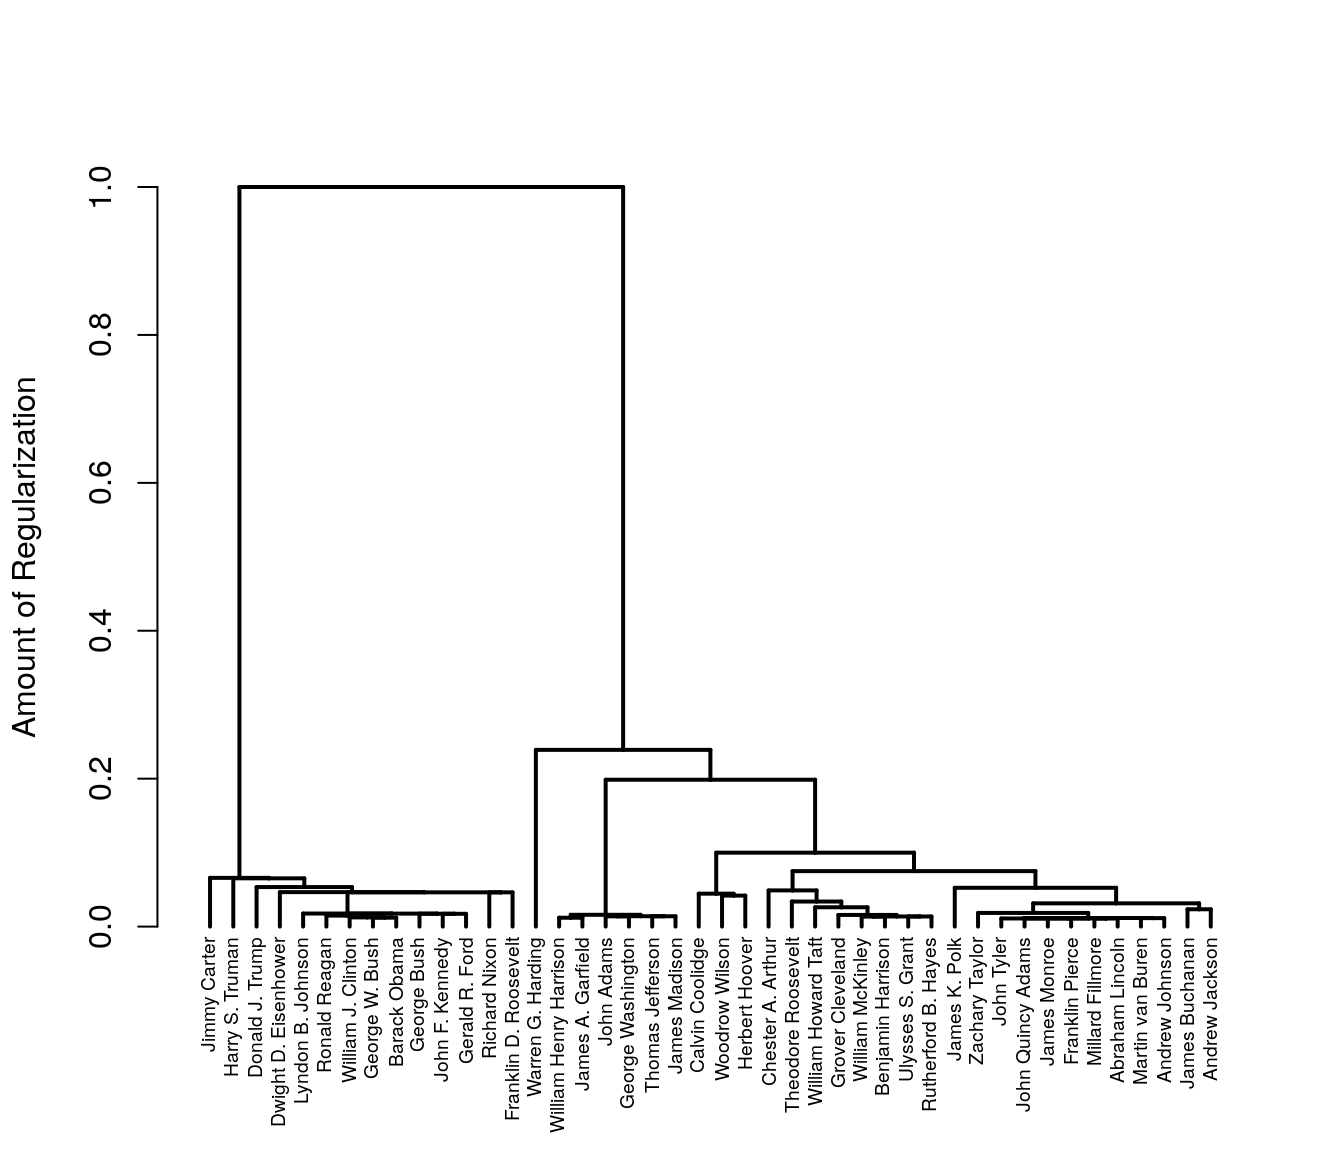 Amount of Regularization
1.0
0.8
0.6
0.4
0.2
0.0
Jimmy Carter
Harry S. Truman
Donald J. Trump
Dwight D. Eisenhower
Lyndon B. Johnson
Ronald Reagan
William J. Clinton
George W. Bush
Barack Obama
George Bush
John F. Kennedy
Gerald R. Ford
Richard Nixon
Franklin D. Roosevelt
Warren G. Harding
William Henry Harrison
James A. Garfield
John Adams
George Washington
Thomas Jefferson
James Madison
Calvin Coolidge
Woodrow Wilson
Herbert Hoover
Chester A. Arthur
Theodore Roosevelt
William Howard Taft
Grover Cleveland
William McKinley
Benjamin Harrison
Ulysses S. Grant
Rutherford B. Hayes
James K. Polk
Zachary Taylor
John Tyler
John Quincy Adams
James Monroe
Franklin Pierce
Millard Fillmore
Abraham Lincoln
Martin van Buren
Andrew Johnson
James Buchanan
Andrew Jackson